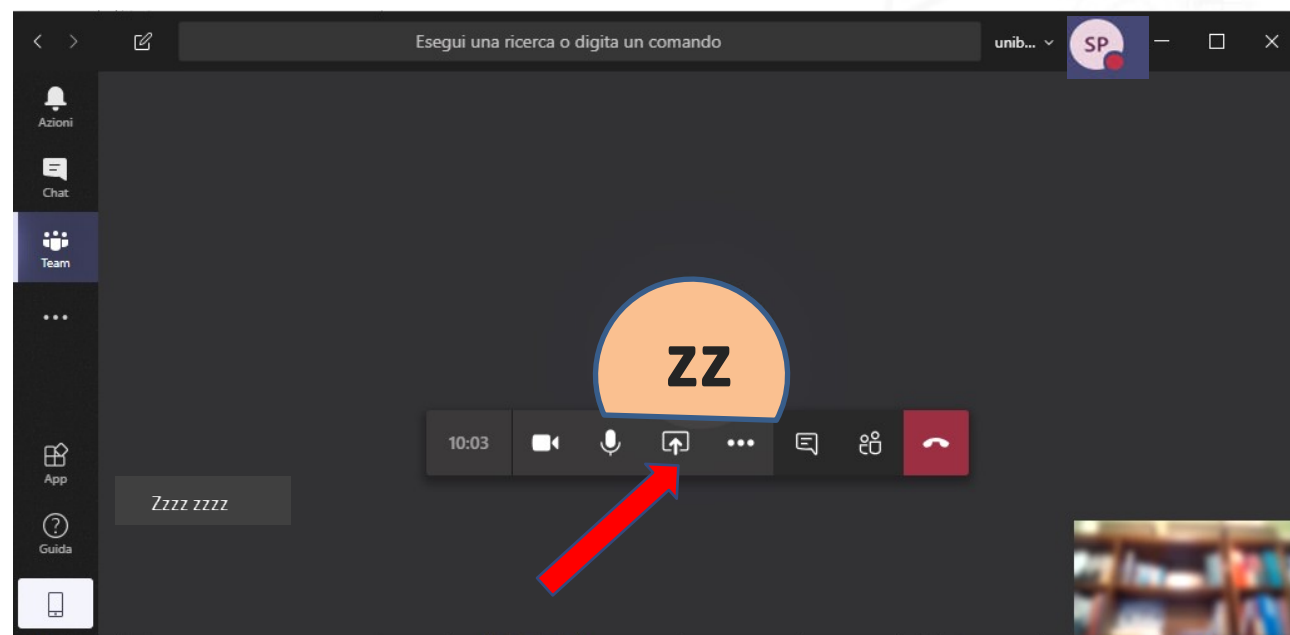 Esegui una ricerca o digita un comando
unib...
SP
Azioni
Chat
Team
ZZ
10:03
App
Zzzz zzzz
Guida